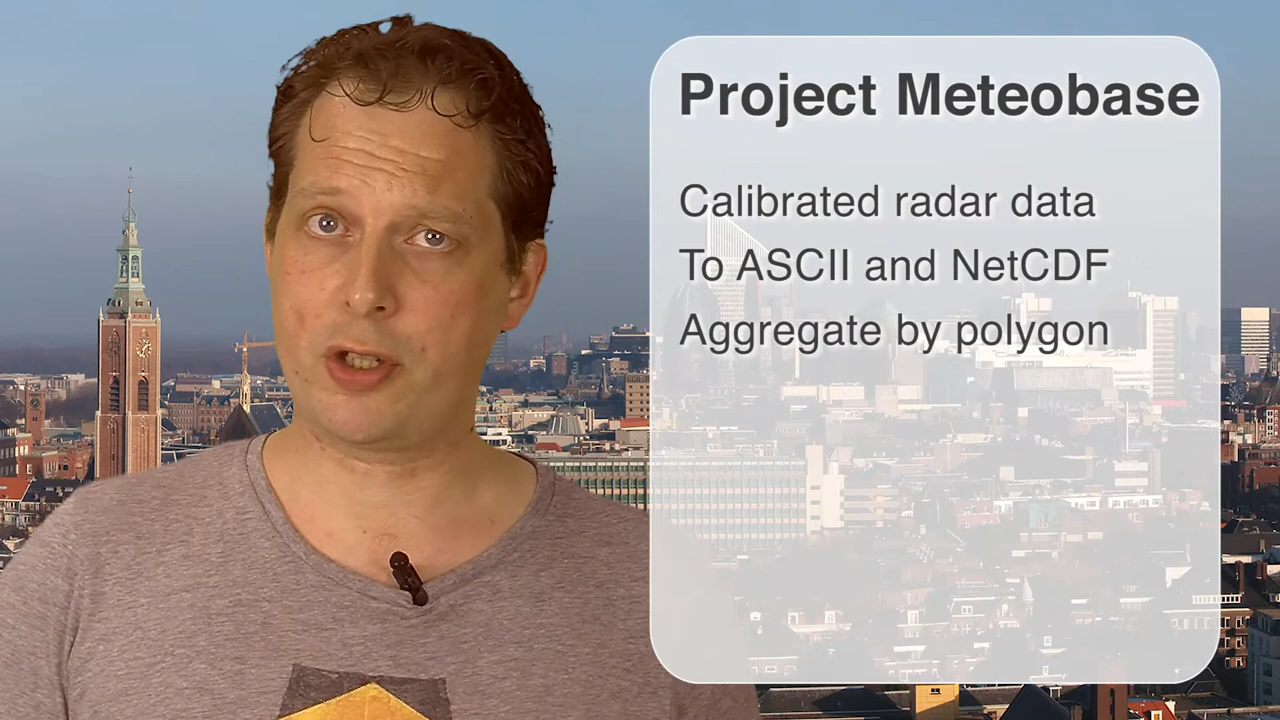 Project Meteobase
Calibrated radar data
To ASCII and NetCDF
Aggregate by polygon